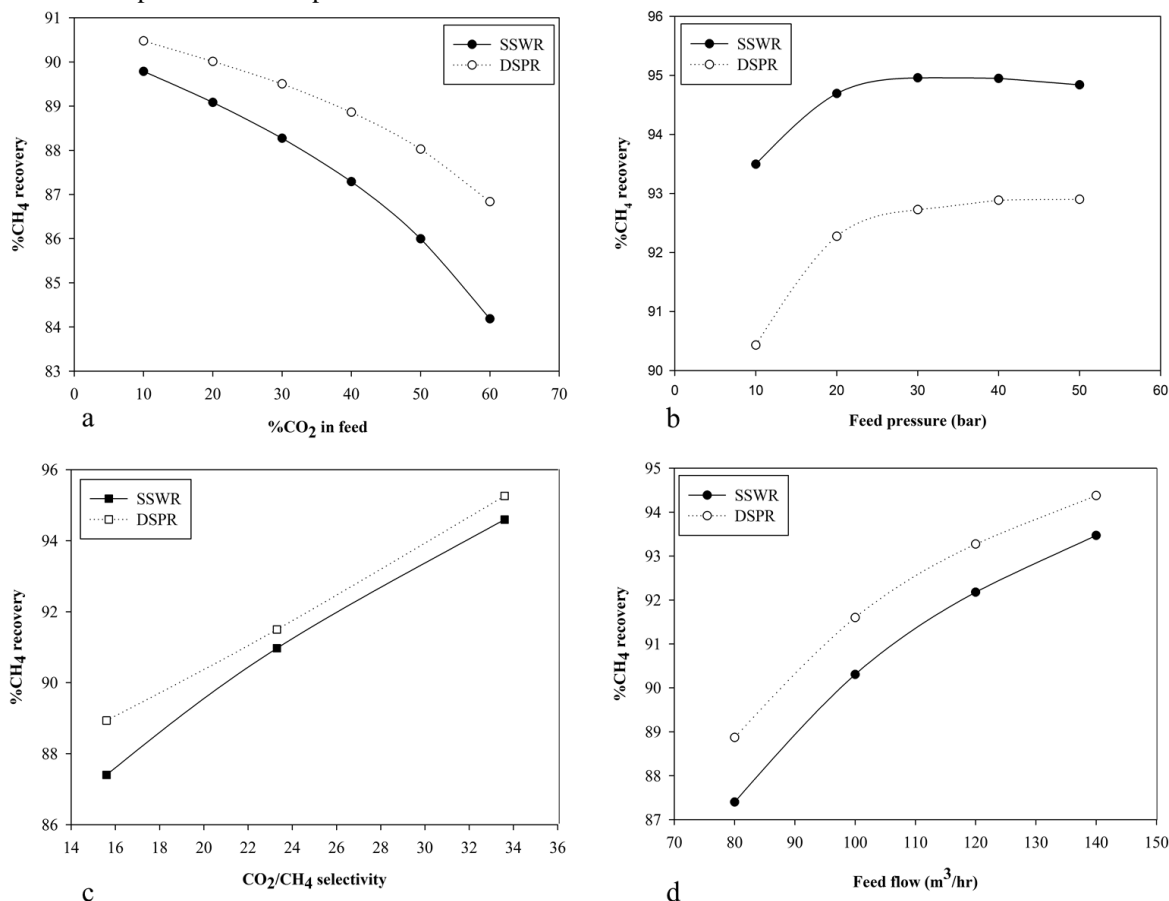 91
90
89
88
87
86
85
84
83
%CH4 recovery
0 10 20 30 40 50 60 70
%CO2 in feed
SSWR
DSPR
a
96
95
94
93
92
91
90
%CH4 recovery
0 10 20 30 40 50 60
Feed pressure (bar)
SSWR
DSPR
b
96
94
92
90
88
86
%CH4 recovery
14 16 18 20 22 24 26 28 30 32 34 36
CO2/CH4 selectivity
SSWR
DSPR
c
95
94
93
92
91
90
89
88
87
%CH4 recovery
70 80 90 100 110 120 130 140 150
Feed flow (m3/hr)
SSWR
DSPR
d